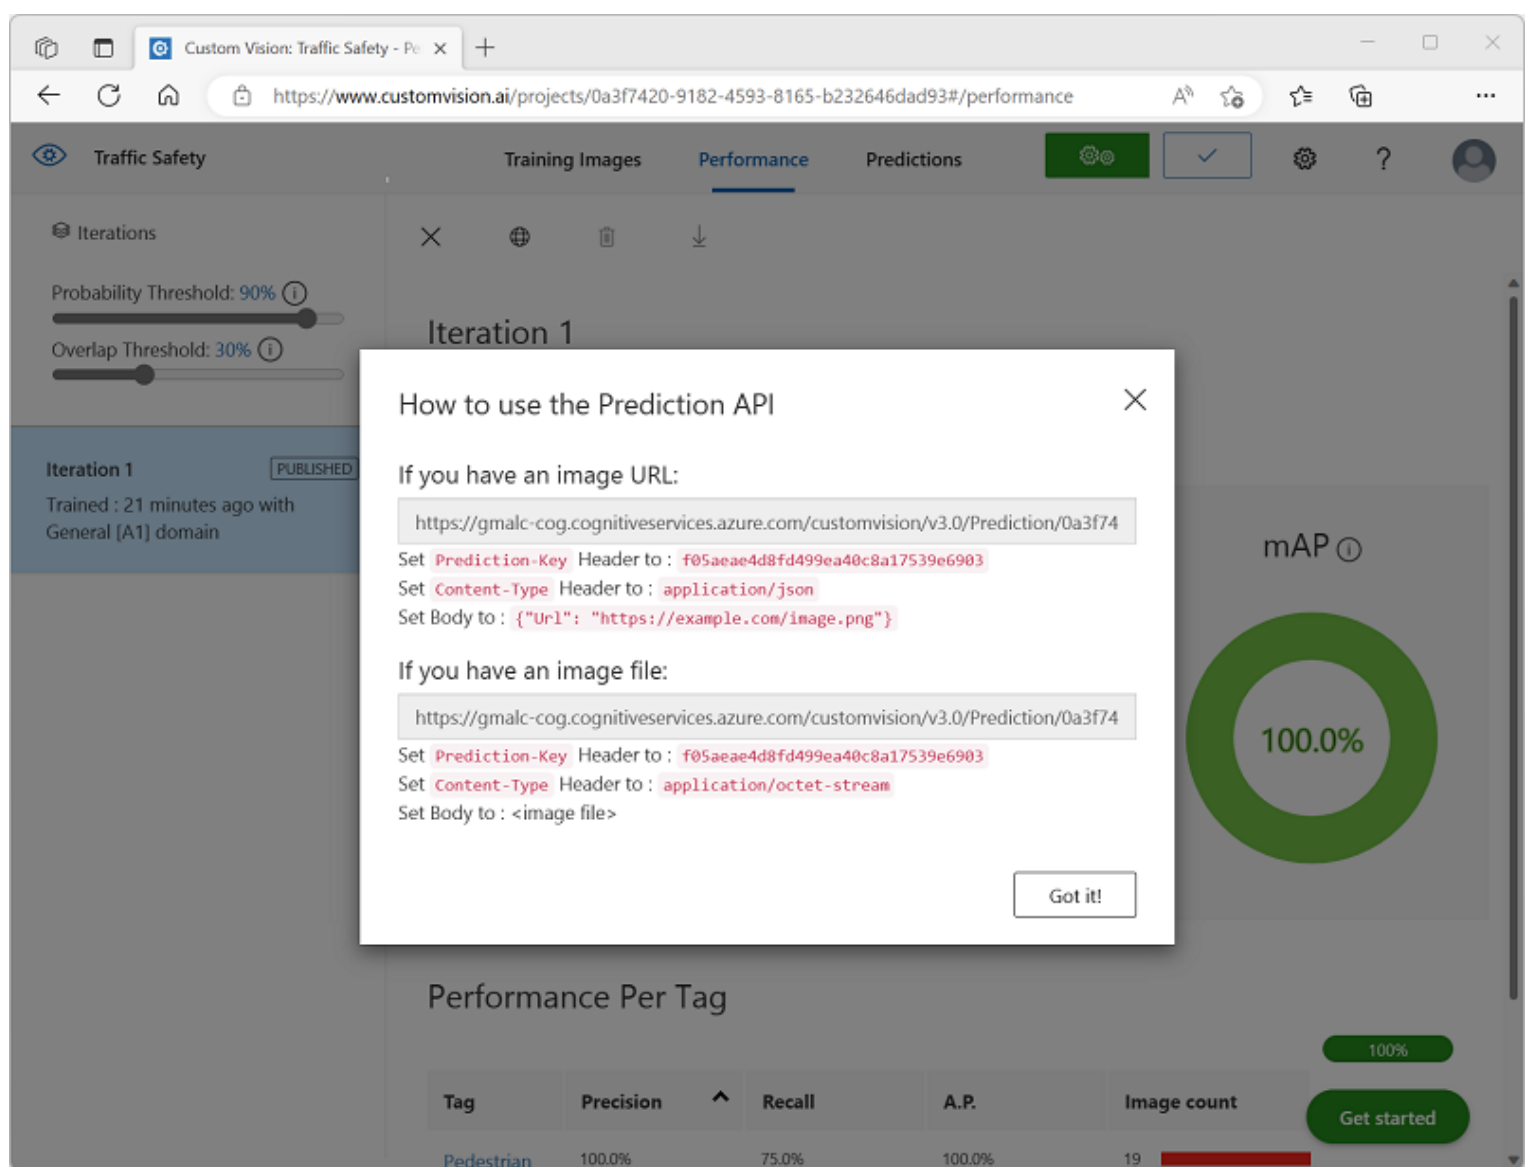 Custom Vision: Traffic Safety - Pe
https://www.customvision.ai/projects/0a3f7420-9182-4593-8165-b232646dad93#/performance
Traffic Safety
Training Images
Performance
Predictions
?
Iterations
Probability Threshold: 90%
Overlap Threshold: 30%
Iteration 1
Iteration 1
PUBLISHED
Trained : 21 minutes ago with
General [A1] domain
How to use the Prediction API
If you have an image URL:
https://gmalc-cog.cognitiveservices.azure.com/customvision/v3.0/Prediction/0a3f74
Set Prediction-Key Header to : f05aeae4d8fd499ea40c8a17539e6903
Set Content-Type Header to : application/json
Set Body to : {"Url": "https://example.com/image.png"}
If you have an image file:
https://gmalc-cog.cognitiveservices.azure.com/customvision/v3.0/Prediction/0a3f74
Set Prediction-Key Header to : f05aeae4d8fd499ea40c8a17539e6903
Set Content-Type Header to : application/octet-stream
Set Body to : <image file>
Got it!
mAP
100.0%
Performance Per Tag
100%
Tag Precision Recall A.P. Image count
Get started
Pedestrian 100.0% 75.0% 100.0% 19